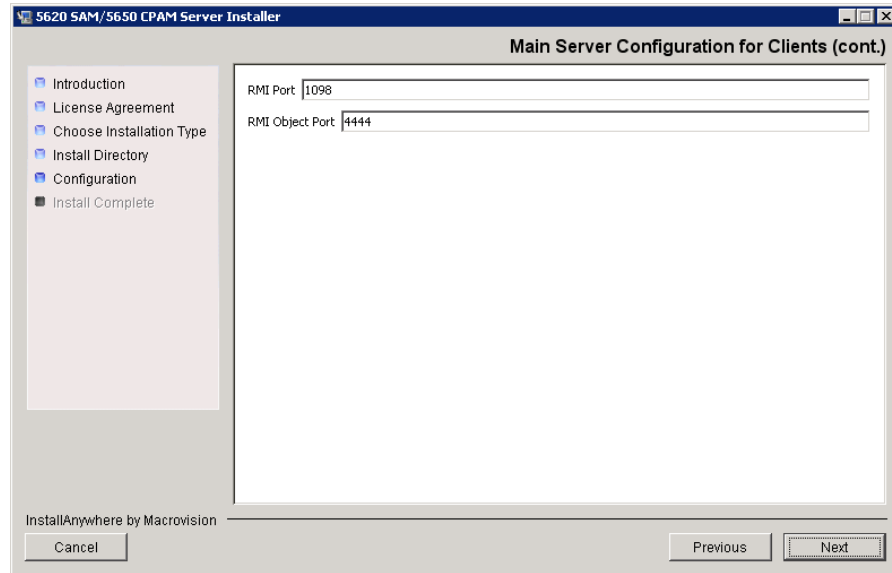 5620 SAM/5650 CPAM Server Installer
Main Server Configuration for Clients (cont.)
Introduction
License Agreement
Choose Installation Type
Install Directory
Configuration
Install Complete
RMI Port 1098
RMI Object Port 4444
InstallAnywhere by Macrovision
Cancel
Previous
Next